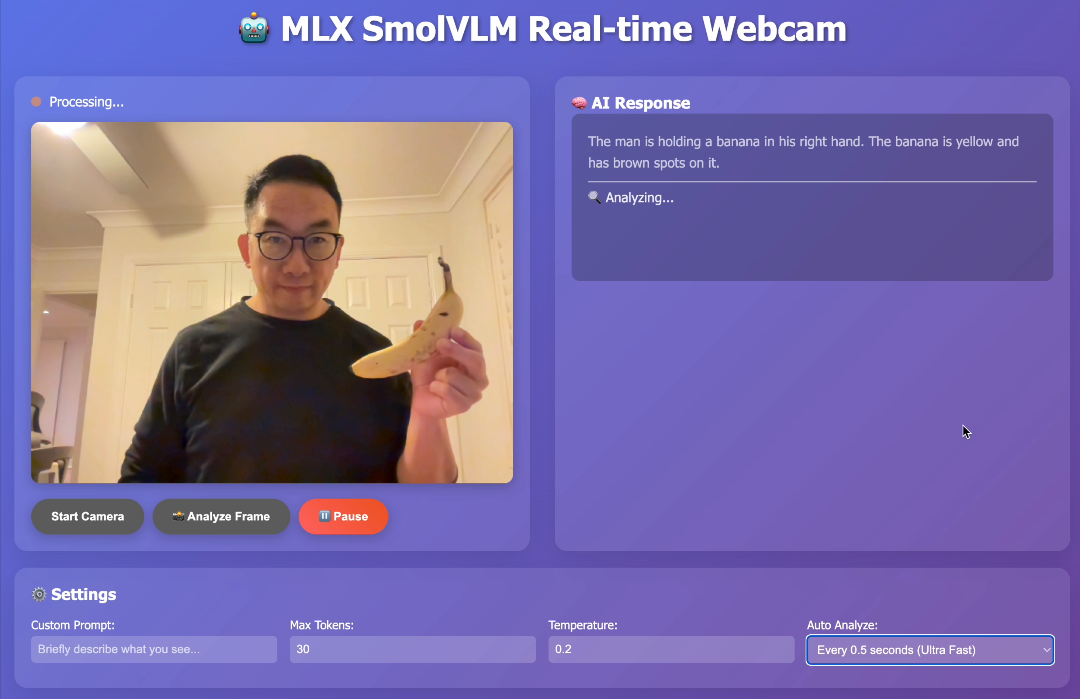 🤖 MLX SmolVLM Real-time Webcam
Processing...
Start Camera
📸 Analyze Frame
⏸ Pause
🧠 AI Response
The man is holding a banana in his right hand. The banana is yellow and
has brown spots on it.
🔍 Analyzing...
⚙️ Settings
Custom Prompt:
Briefly describe what you see...
Max Tokens:
30
Temperature:
0.2
Auto Analyze:
Every 0.5 seconds (Ultra Fast)